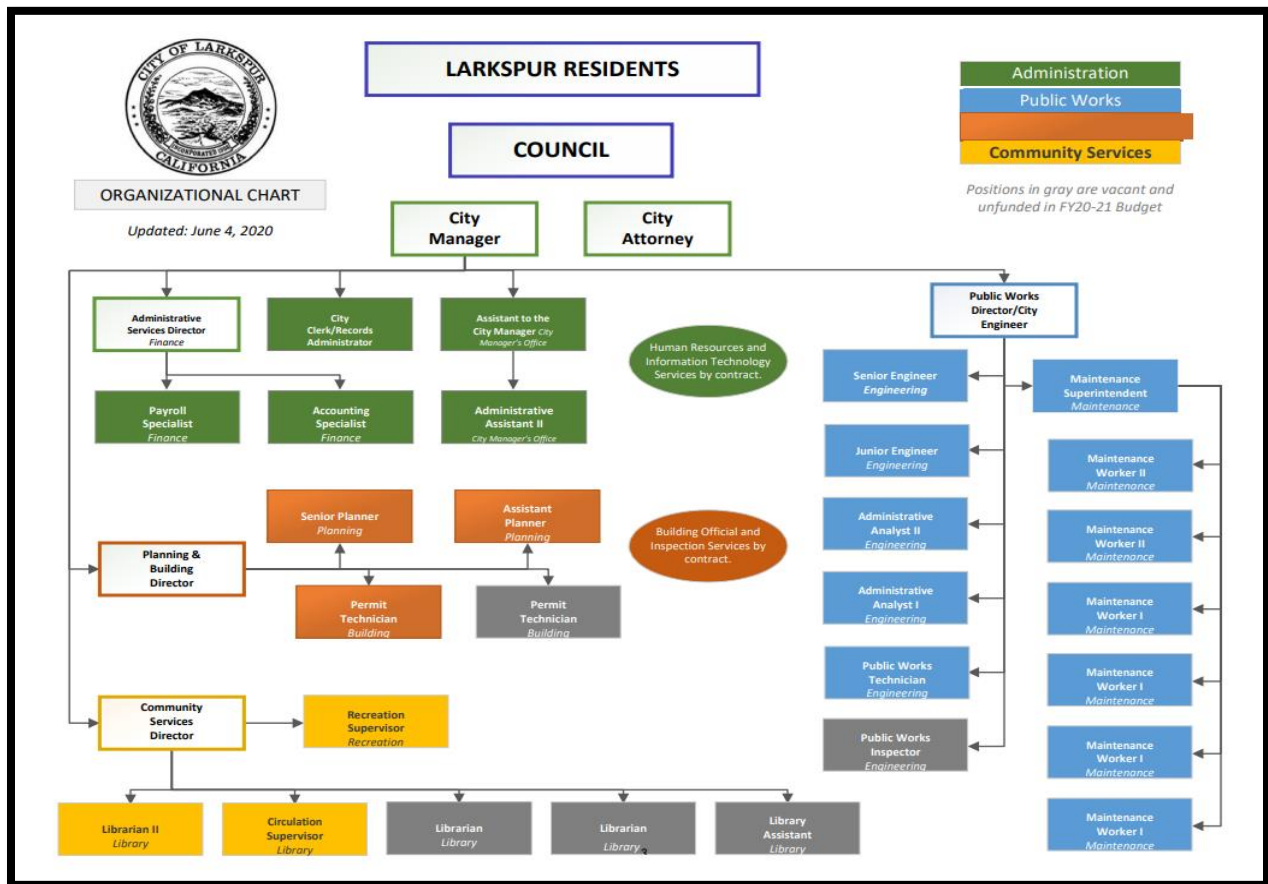 CITY OF LARKSPUR
INCORPORATED 1908
CALIFORNIA
ORGANIZATIONAL CHART
Updated: June 4, 2020
LARKSPUR RESIDENTS
COUNCIL
City
Manager
City
Attorney
Administration
Public Works
Community Services
Positions in gray are vacant and
unfunded in FY20-21 Budget
Administrative
Services Director
Finance
City
Clerk/Records
Administrator
Assistant to the
City Manager City
Manager's Office
Payroll
Specialist
Finance
Accounting
Specialist
Finance
Administrative
Assistant II
City Manager's Office
Human Resources and
Information Technology
Services by contract.
Planning &
Building
Director
Senior Planner
Planning
Assistant
Planner
Planning
Permit
Technician
Building
Permit
Technician
Building
Building Official and
Inspection Services by
contract.
Community
Services
Director
Recreation
Supervisor
Recreation
Librarian II
Library
Circulation
Supervisor
Library
Librarian
Library
Librarian
Library
3
Library
Assistant
Library
Public Works
Director/City
Engineer
Senior Engineer
Engineering
Junior Engineer
Engineering
Administrative
Analyst II
Engineering
Administrative
Analyst I
Engineering
Public Works
Technician
Engineering
Public Works
Inspector
Engineering
Maintenance
Superintendent
Maintenance
Maintenance
Worker II
Maintenance
Maintenance
Worker II
Maintenance
Maintenance
Worker I
Maintenance
Maintenance
Worker I
Maintenance
Maintenance
Worker I
Maintenance
Maintenance
Worker I
Maintenance